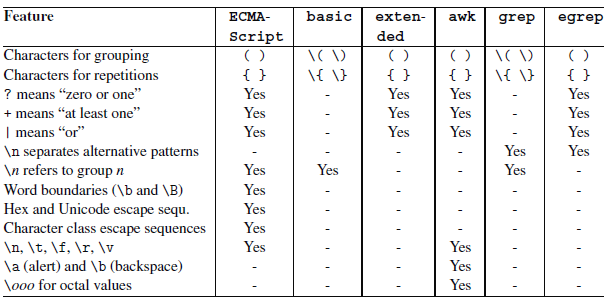 Feature ECMA- basic exten- awk grep egrep
Script ded
Characters for grouping ( ) \( \) ( ) ( ) \( \) ( )
Characters for repetitions { } \{ \} { } { } \{ \} { }
? means “zero or one” Yes - Yes Yes - Yes
+ means “at least one” Yes - Yes Yes - Yes
| means “or” Yes - Yes Yes - Yes
\n separates alternative patterns - - - - Yes Yes
\n refers to group n Yes Yes - - Yes -
Word boundaries (\b and \B) Yes - - - - -
Hex and Unicode escape sequ. Yes - - - - -
Character class escape sequences Yes - - - - -
\n, \t, \f, \r, \v Yes - - Yes - -
\a (alert) and \b (backspace) - - - Yes - -
\ooo for octal values - - - Yes - -